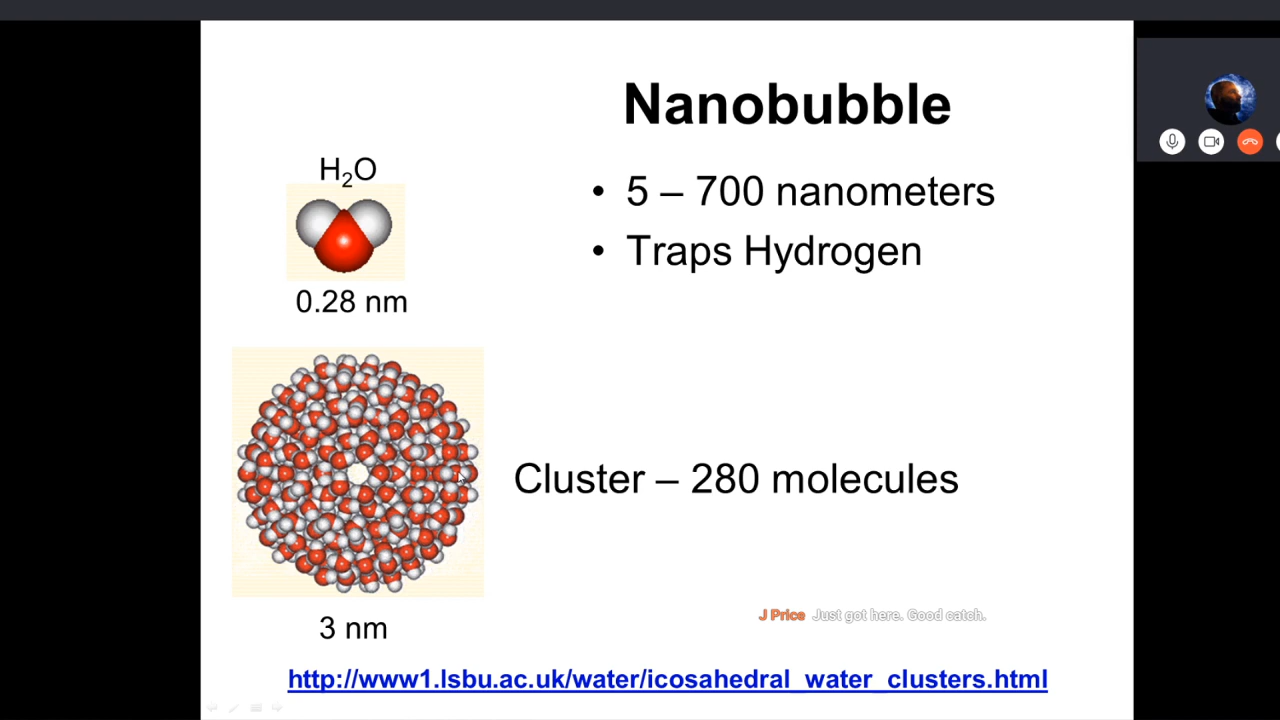 Nanobubble
H₂O
• 5 – 700 nanometers
• Traps Hydrogen
0.28 nm
Cluster – 280 molecules
J Price Just got here. Good catch.
3 nm
http://www1.lsbu.ac.uk/water/icosahedral_water_clusters.html